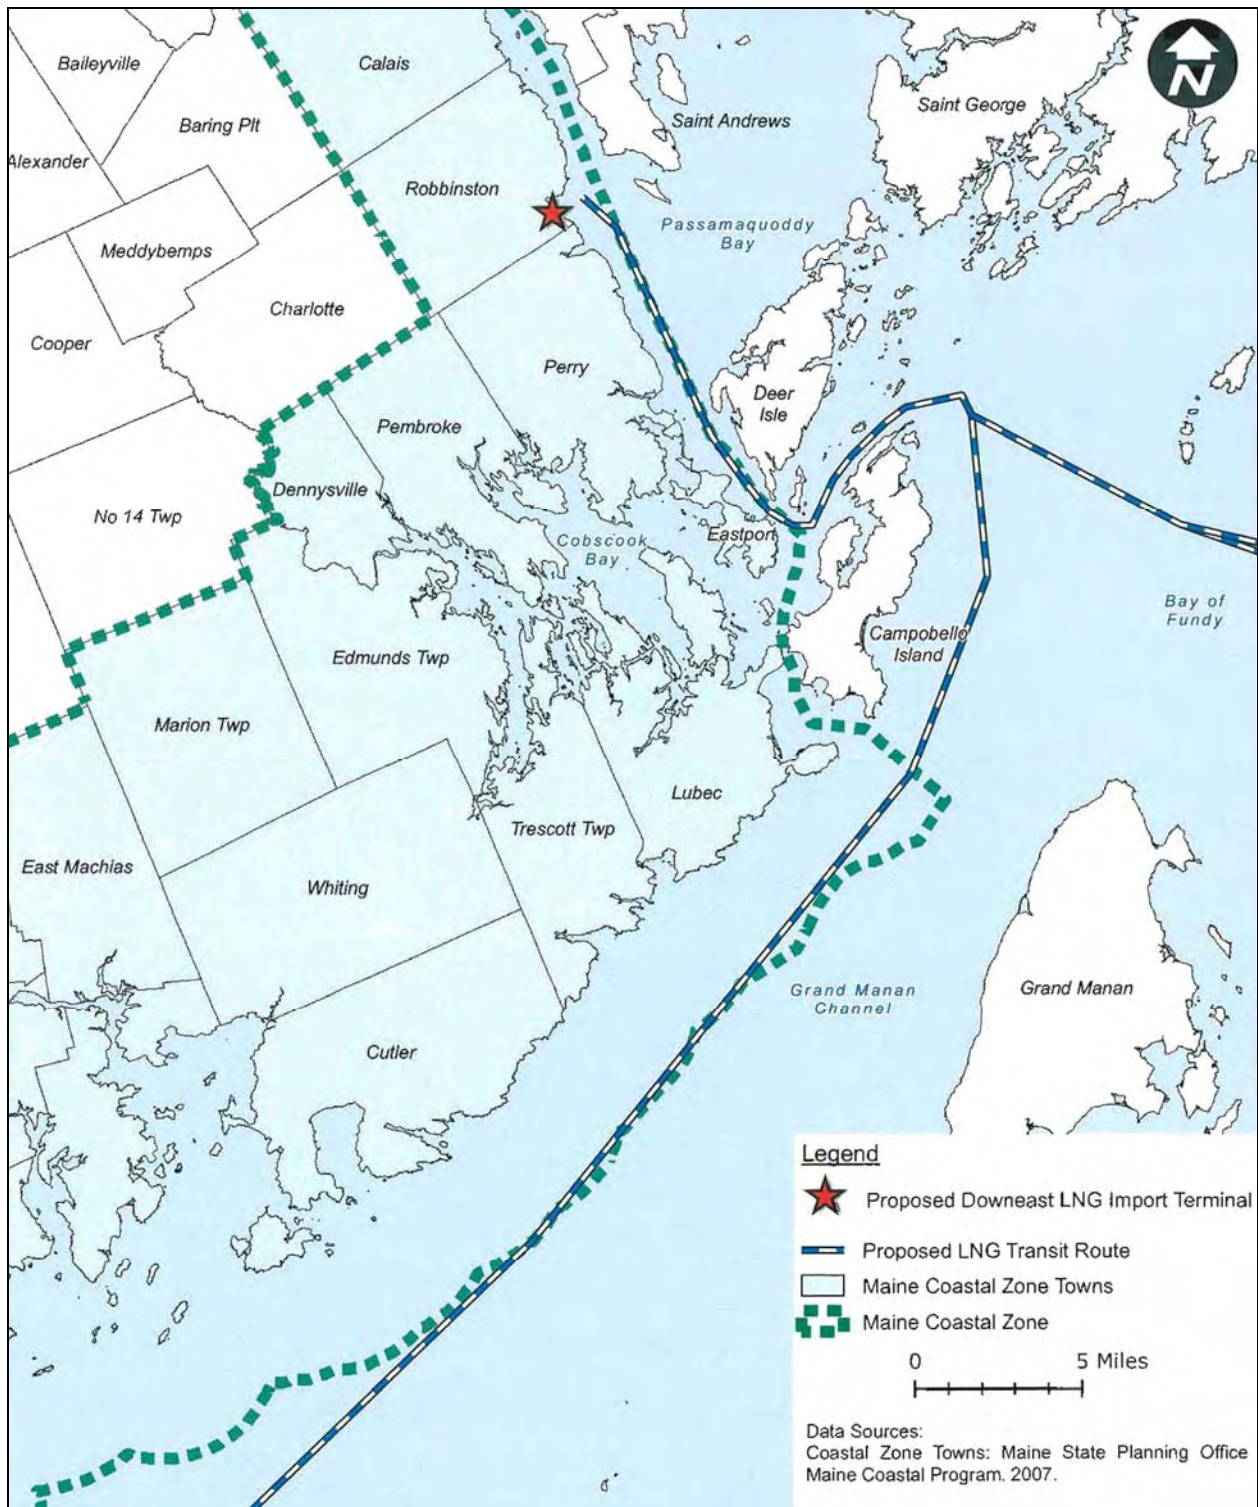 N
Calais
Baileyville
Saint George
Saint Andrews
Baring Plt
Alexander
Robbinston
Passamaquoddy
Bay
Meddybemps
Charlotte
Cooper
Perry
Deer
Isle
Pembroke
Dennysville
No 14 Twp
Eastport
Cobscook
Bay
Bay of
Fundy
Campobello
Island
Edmunds Twp
Marion Twp
Lubec
Trescott Twp
East Machias
Whiting
Grand Manan
Channel
Grand Manan
Cutler
Legend
Proposed Downeast LNG Import Terminal
Proposed LNG Transit Route
Maine Coastal Zone Towns
Maine Coastal Zone
0 5 Miles
Data Sources:
Coastal Zone Towns: Maine State Planning Office
Maine Coastal Program. 2007.